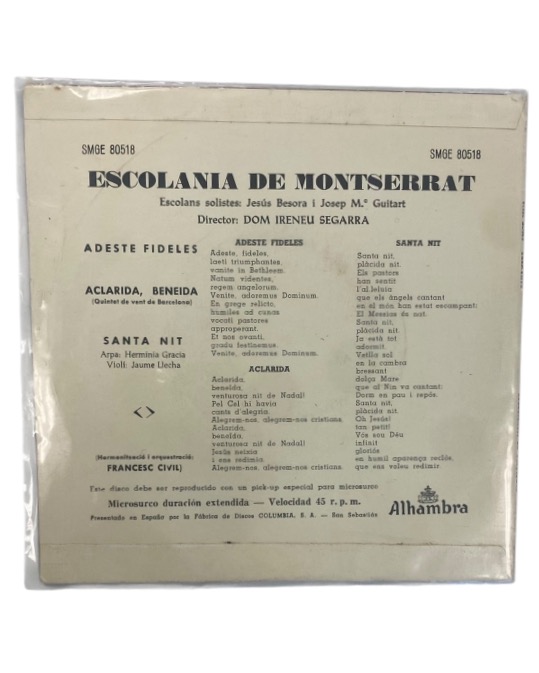 SMGE 80518
SMGE 80518
ESCOLANIA DE MONTSERRAT
Escolans solistes: Jesús Besora i Josep M.ª Guitart
Director: DOM IRENEU SEGARRA
ADESTE FIDELES
ACLARIDA, BENEIDA
(Quintet de vent de Barcelona)
SANTA NIT
Arpa: Herminia Gracia
Violí: Jaume Llecha
(Harmonització i orquestració:
FRANCESC CIVIL)
ADESTE FIDELES
Adeste, fideles,
laeti triumphantes,
venite in Bethleem.
Natum videntes,
regem angelorum.
Venite, adoremus Dominum.
En grege relicto,
humiles ad cunas
vocati pastores
approperant.
Et nos ovanti,
gradu festinemus.
Venite, adoremus Dominum.
ACLARIDA
Aclarida,
beneïda,
venturosa nit de Nadal!
Pel Cel hi havia
cants d'alegria.
Alegrem-nos, alegrem-nos cristians.
Aclarida,
beneïda,
venturosa nit de Nadal!
Jesús neixia
i ens redimia
Alegrem-nos, alegrem-nos cristians.
SANTA NIT
Santa nit,
plácida nit.
Els pastors
han sentit
l'al.leluia
que els àngels cantant
en el món han estat escampant:
El Messies és nat.
Santa nit,
plácida nit.
Ja està tot
adormit.
Vetlla sol
en la cambra
bressant
dolça Mare
que al Nin va cantant:
Dorm en pau i repòs.
Santa nit,
plácida nit.
Oh Jesús!
tan petit!
Vós sou Déu
infinit
gloriós
en humil aparença reclòs,
que ens voleu redimir.
Este disco debe ser reproducido con un pick-up especial para microsurco
Microsurco duración extendida — Velocidad 45 r. p. m.
Presentado en España por la Fábrica de Discos COLUMBIA, S. A. — San Sebastián
Alhambra